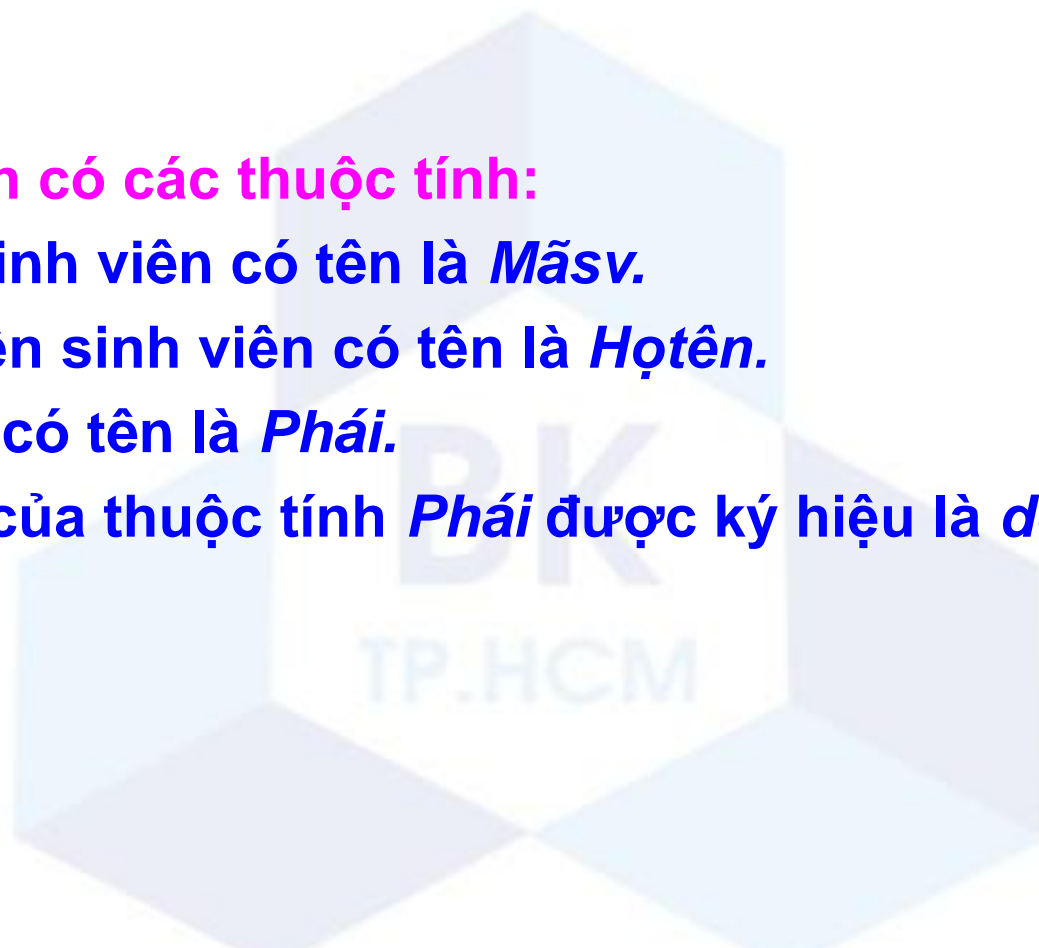 n có các thuộc tính:
inh viên có tên là Mãsv.
ên sinh viên có tên là Họtên.
có tên là Phái.
của thuộc tính Phái được ký hiệu là d
BK
TP.HCM